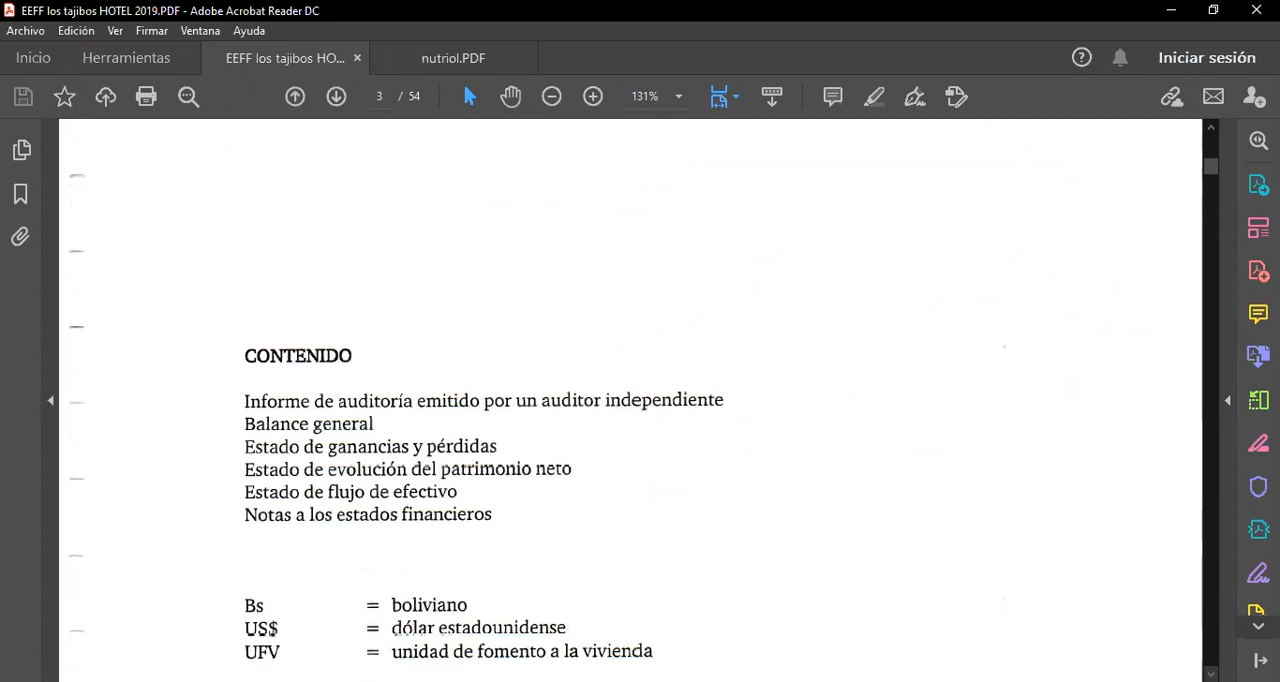 EEFF los tajibos HOTEL 2019.PDF - Adobe Acrobat Reader DC
Archivo Edición Ver Firmar Ventana Ayuda
Inicio Herramientas EEFF los tajibos HO... × nutriol.PDF Iniciar sesión
3 / 54 131%
CONTENIDO
Informe de auditoría emitido por un auditor independiente
Balance general
Estado de ganancias y pérdidas
Estado de evolución del patrimonio neto
Estado de flujo de efectivo
Notas a los estados financieros
Bs = boliviano
US$ = dólar estadounidense
UFV = unidad de fomento a la vivienda